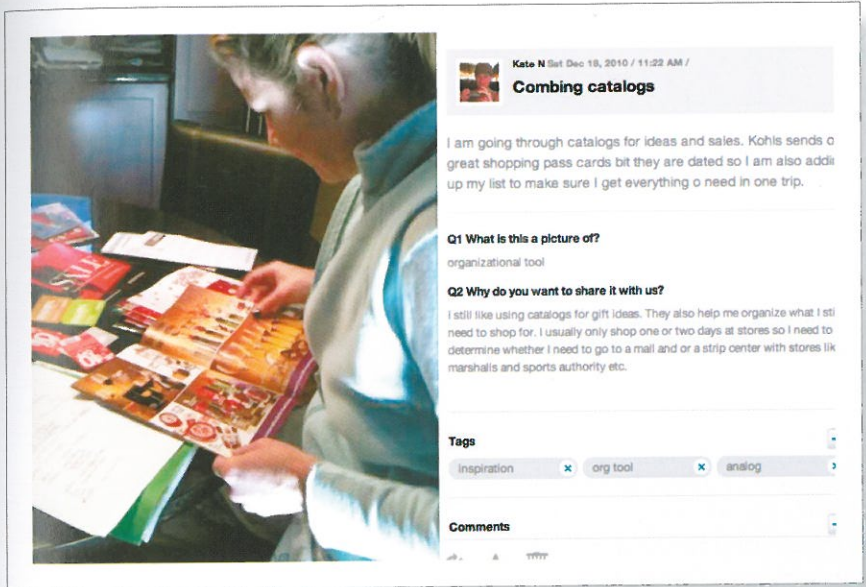 Kate N Sat Dec 18, 2010 / 11:22 AM /
Combing catalogs
I am going through catalogs for ideas and sales. Kohls sends o
great shopping pass cards bit they are dated so I am also addi
up my list to make sure I get everything o need in one trip.
Q1 What is this a picture of?
organizational tool
Q2 Why do you want to share it with us?
I still like using catalogs for gift ideas. They also help me organize what I sti
need to shop for. I usually only shop one or two days at stores so I need to
determine whether I need to go to a mall and or a strip center with stores lik
marshalls and sports authority etc.
Tags
inspiration x org tool x analog
Comments
SALE